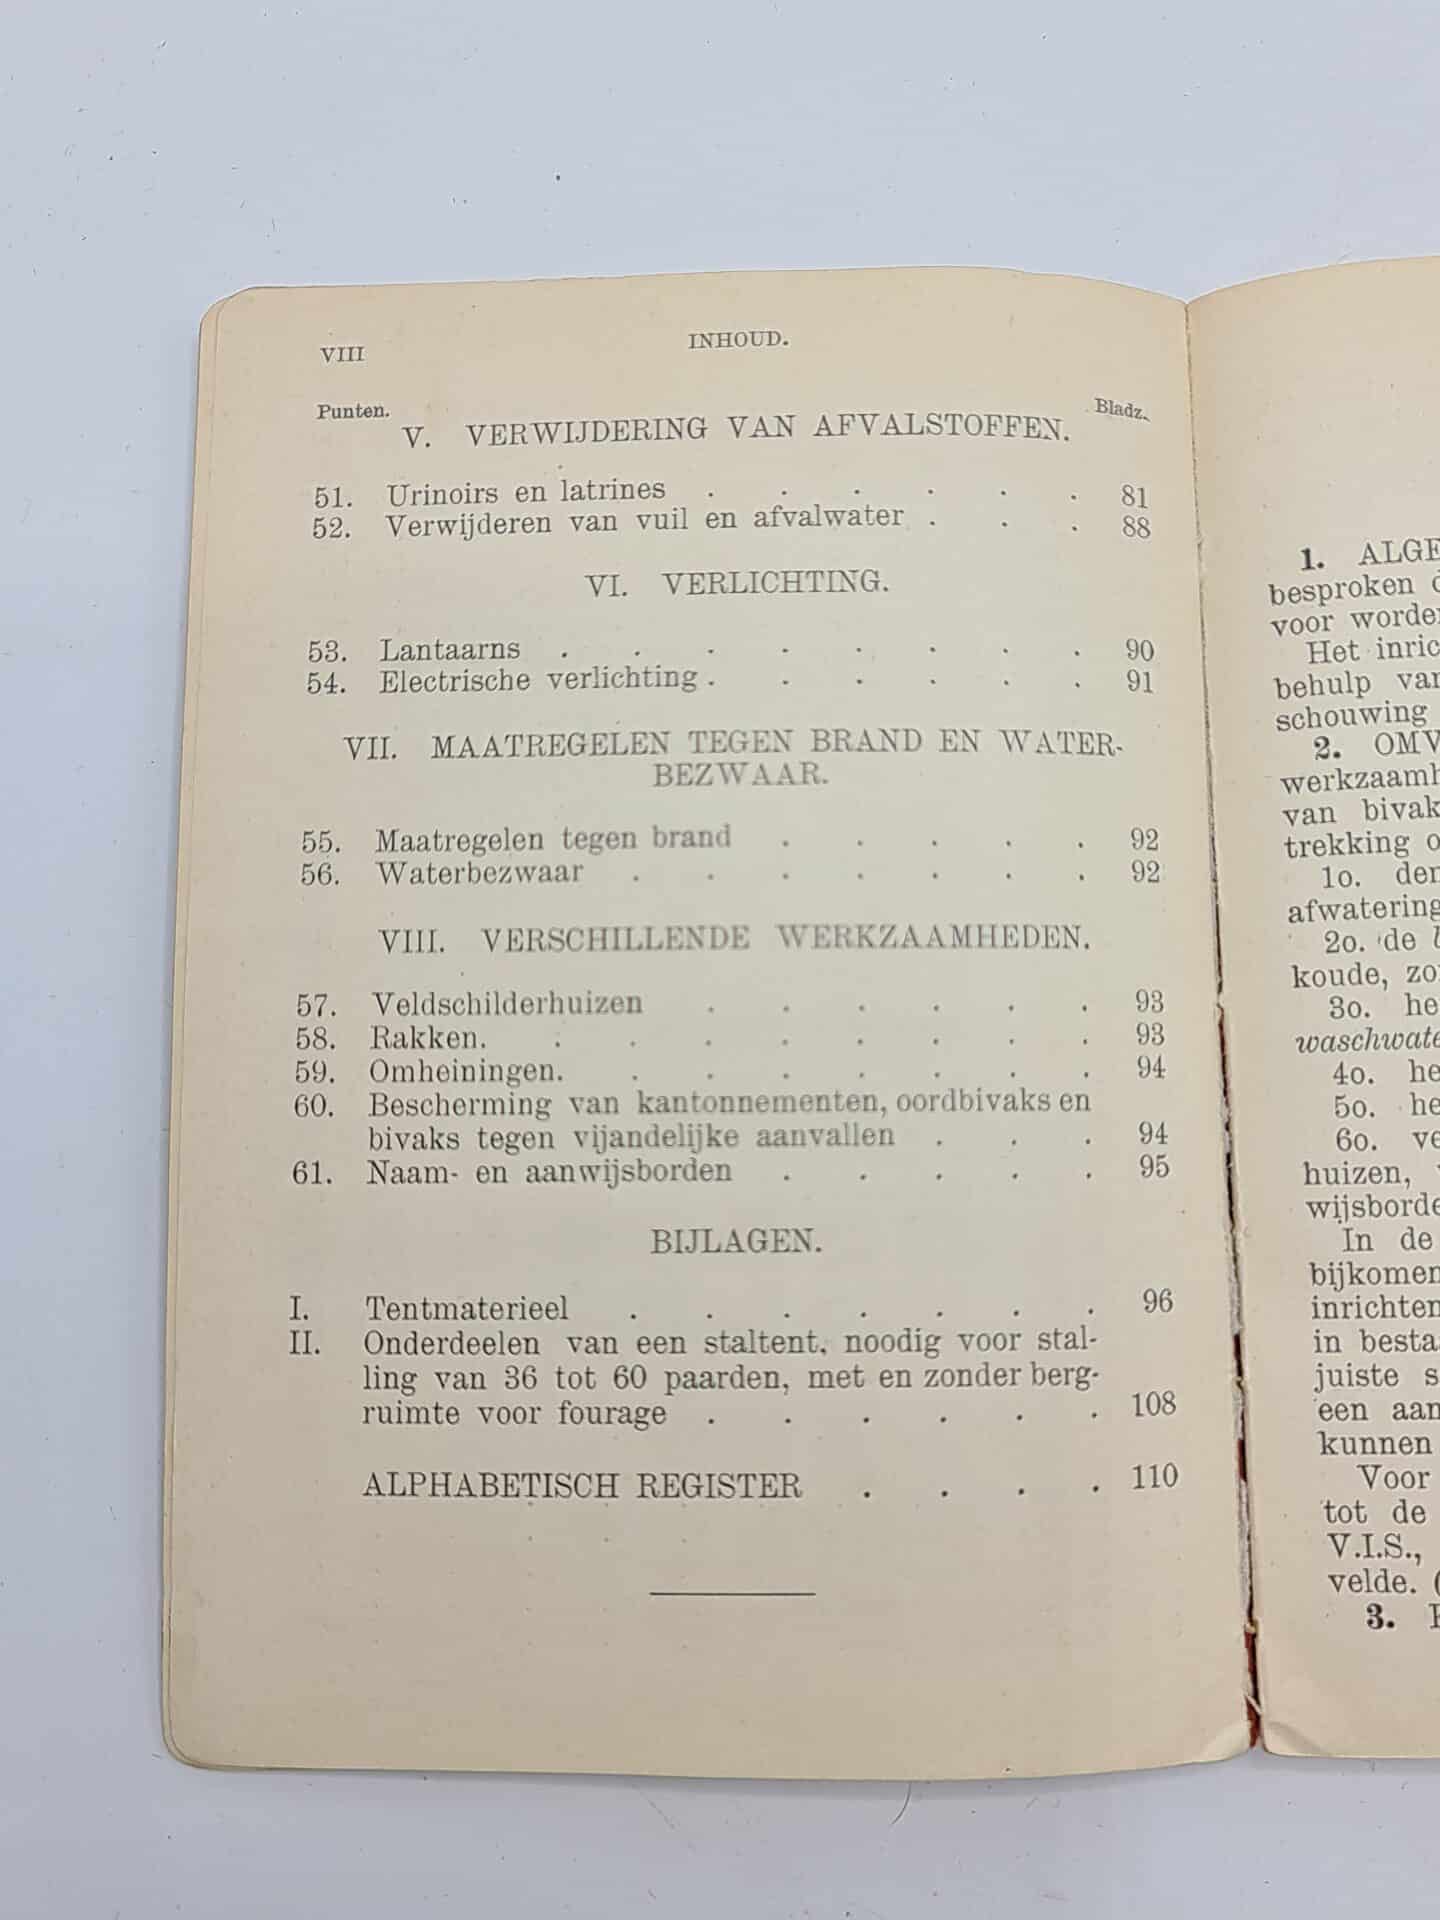 VIII INHOUD.
Punten. Bladz.
V. VERWIJDERING VAN AFVALSTOFFEN.
51. Urinoirs en latrines . . . . . . 81
52. Verwijderen van vuil en afvalwater . . . 88
VI. VERLICHTING.
53. Lantaarns . . . . . . . . 90
54. Electrische verlichting . . . . . . 91
VII. MAATREGELEN TEGEN BRAND EN WATER-
BEZWAAR.
55. Maatregelen tegen brand . . . . . 92
56. Waterbezwaar . . . . . . . 92
VIII. VERSCHILLENDE WERKZAAMHEDEN.
57. Veldschilderhuizen . . . . . . 93
58. Rakken. . . . . . . . . 93
59. Omheiningen. . . . . . . . 94
60. Bescherming van kantonnementen, oordbivaks en
bivaks tegen vijandelijke aanvallen . . . 94
61. Naam- en aanwijsborden . . . . . 95
BIJLAGEN.
I. Tentmaterieel . . . . . . . 96
II. Onderdeelen van een staltent, noodig voor stal-
ling van 36 tot 60 paarden, met en zonder berg-
ruimte voor fourage . . . . . . 108
ALPHABETISCH REGISTER . . . . 110
1. ALGE
besproken
voor worde
Het inric
behulp van
schouwing
2. OMV
werkzaamh
van bivak
trekking
1o. der
afwatering
2o. de
koude, zo
3o. he
waschwate
4o. he
5o. he
6o. ve
huizen,
wijsborde
In de
bijkomen
inrichten
in besta
juiste s
een aan
kunnen
Voor
tot de
V.I.S.,
velde. (
3.